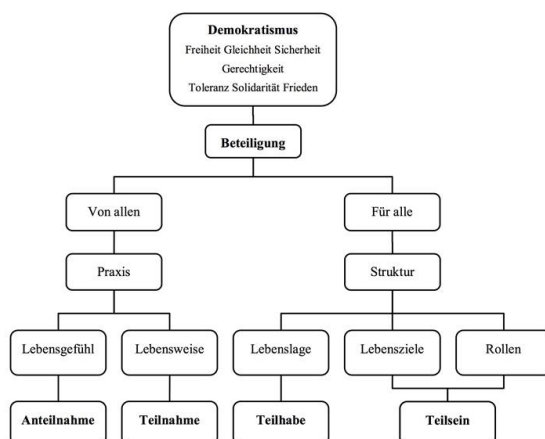 Demokratismus
Freiheit Gleichheit Sicherheit
Gerechtigkeit
Toleranz Solidarität Frieden
Beteiligung
Von allen
Für alle
Praxis
Struktur
Lebensgefühl
Lebensweise
Lebenslage
Lebensziele
Rollen
Anteilnahme
Teilnahme
Teilhabe
Teilsein